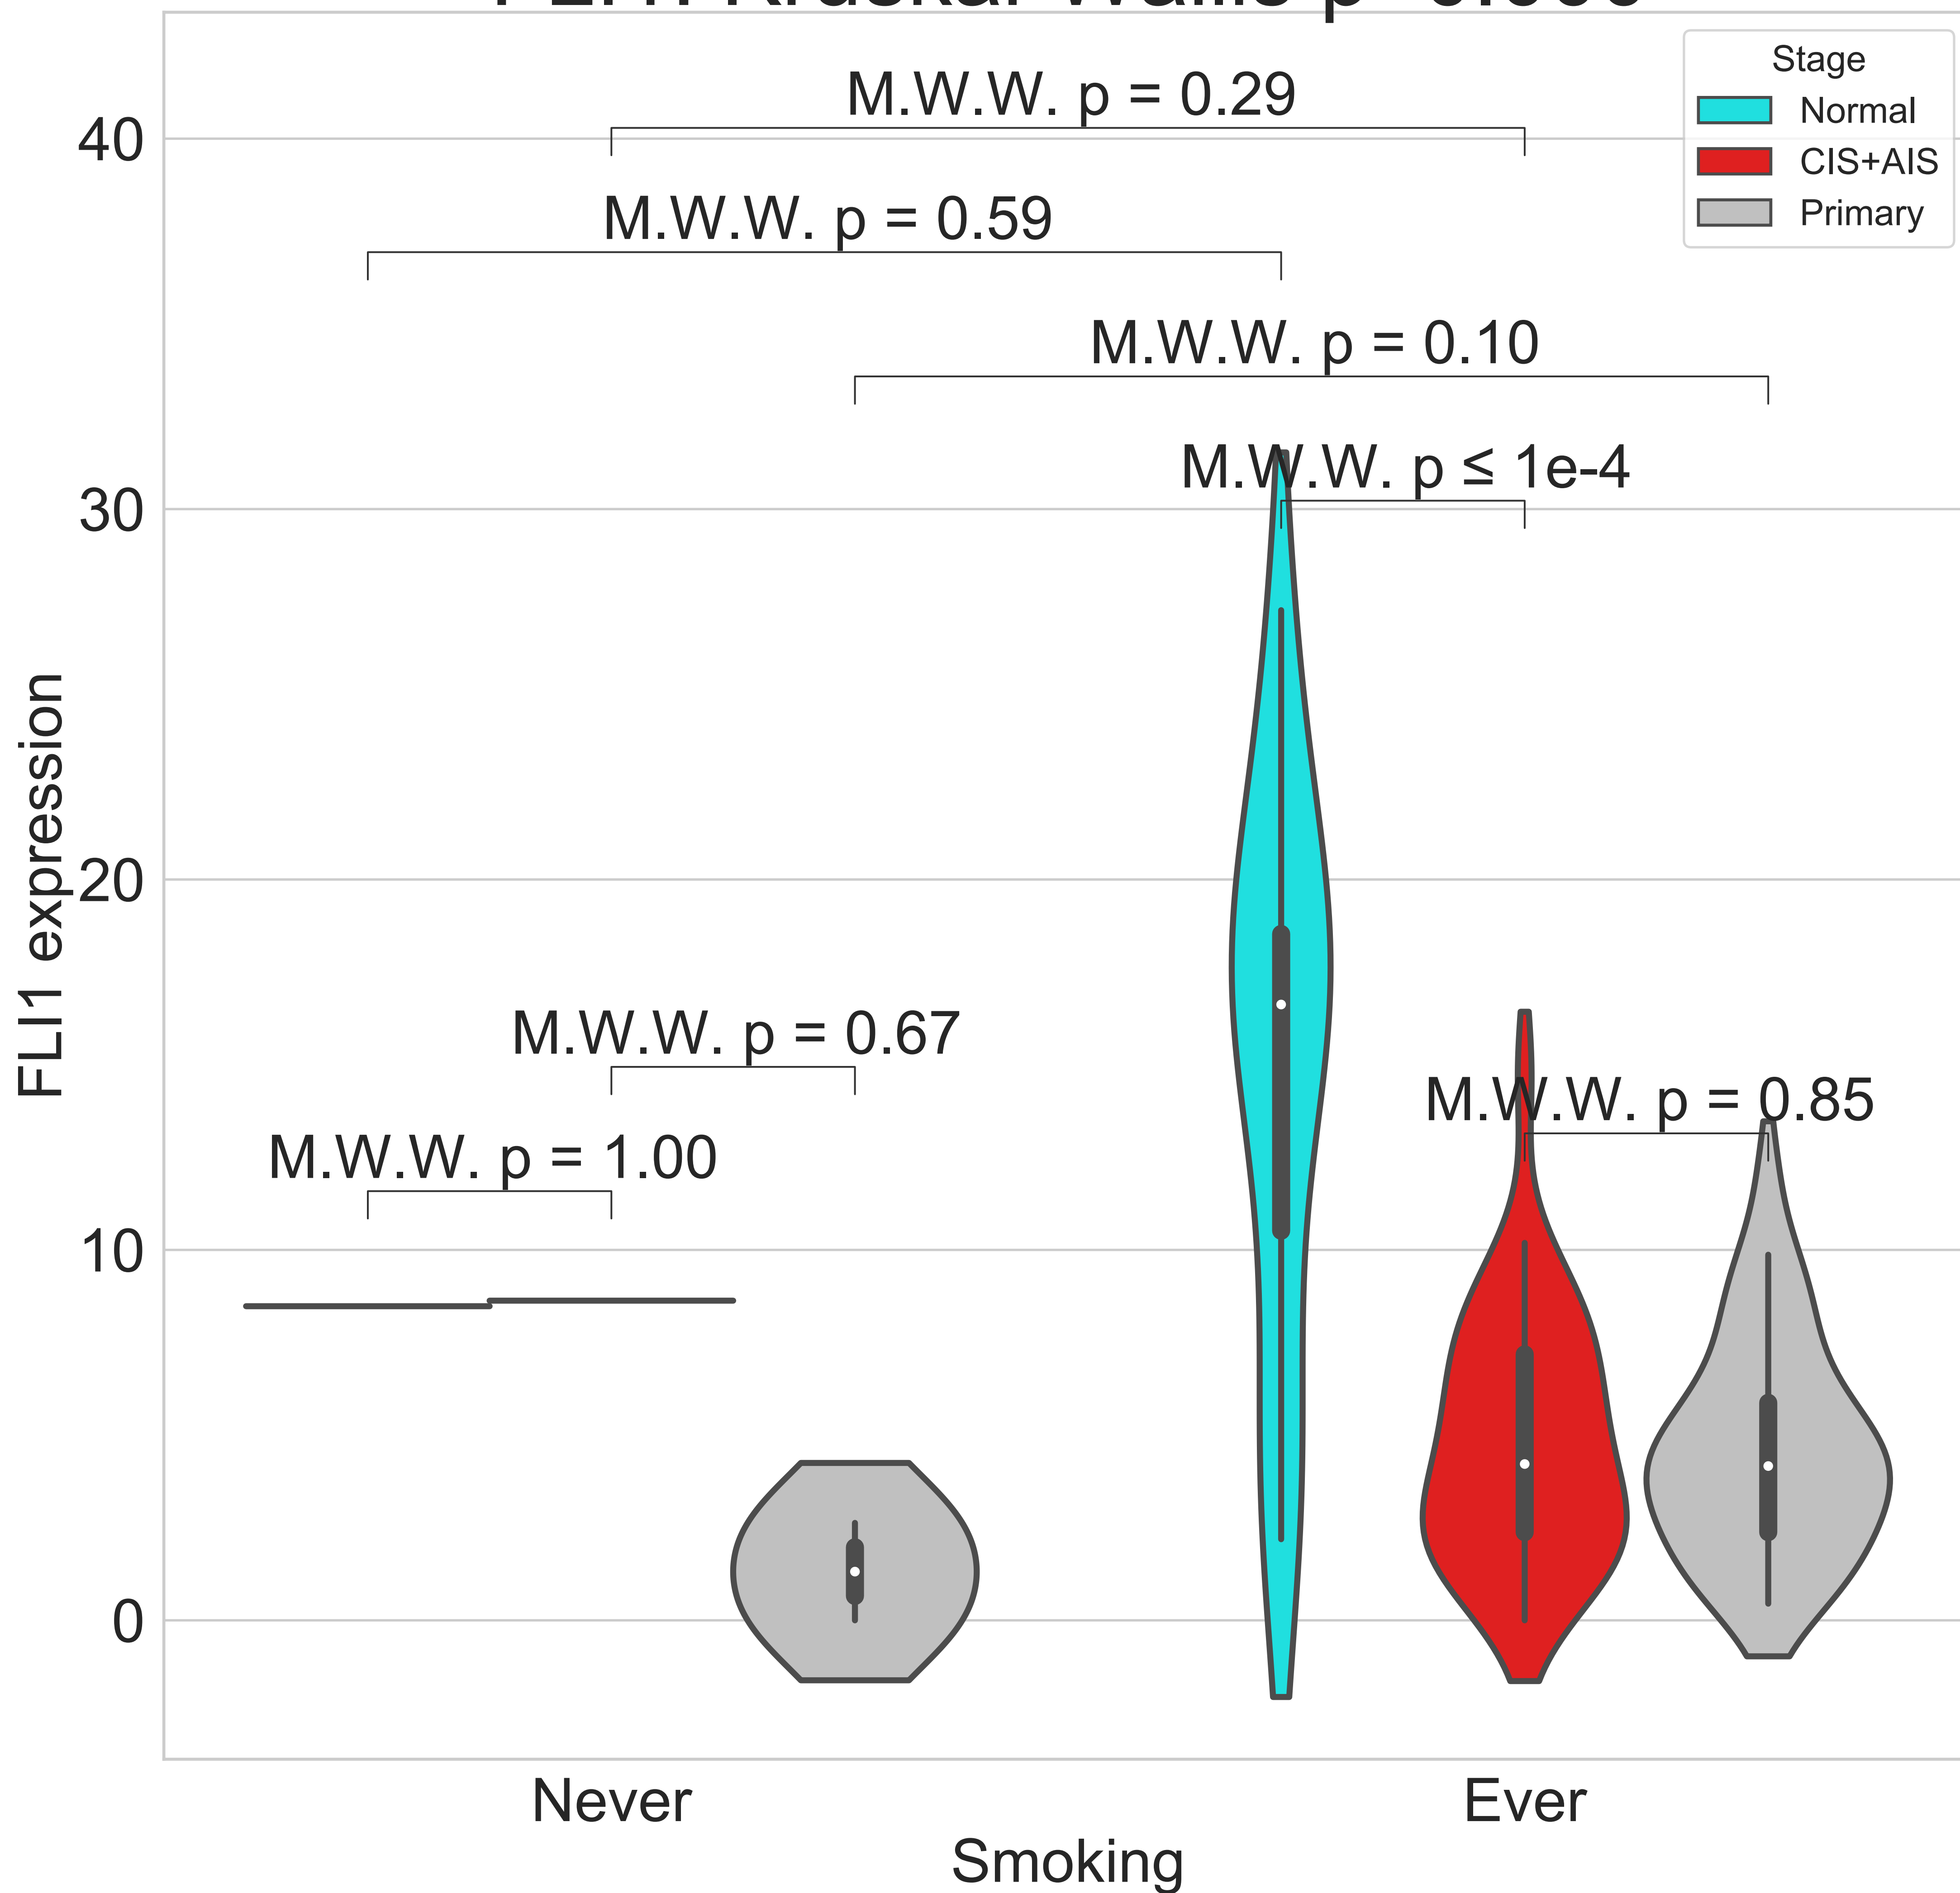 Stage
Normal
CIS+AIS
Primary
M.W.W. p = 0.29
M.W.W. p = 0.59
M.W.W. p = 0.10
M.W.W. p ≤ 1e-4
M.W.W. p = 0.67
M.W.W. p = 0.85
M.W.W. p = 1.00
40
30
20
10
0
FLI1 expression
Never
Ever
Smoking